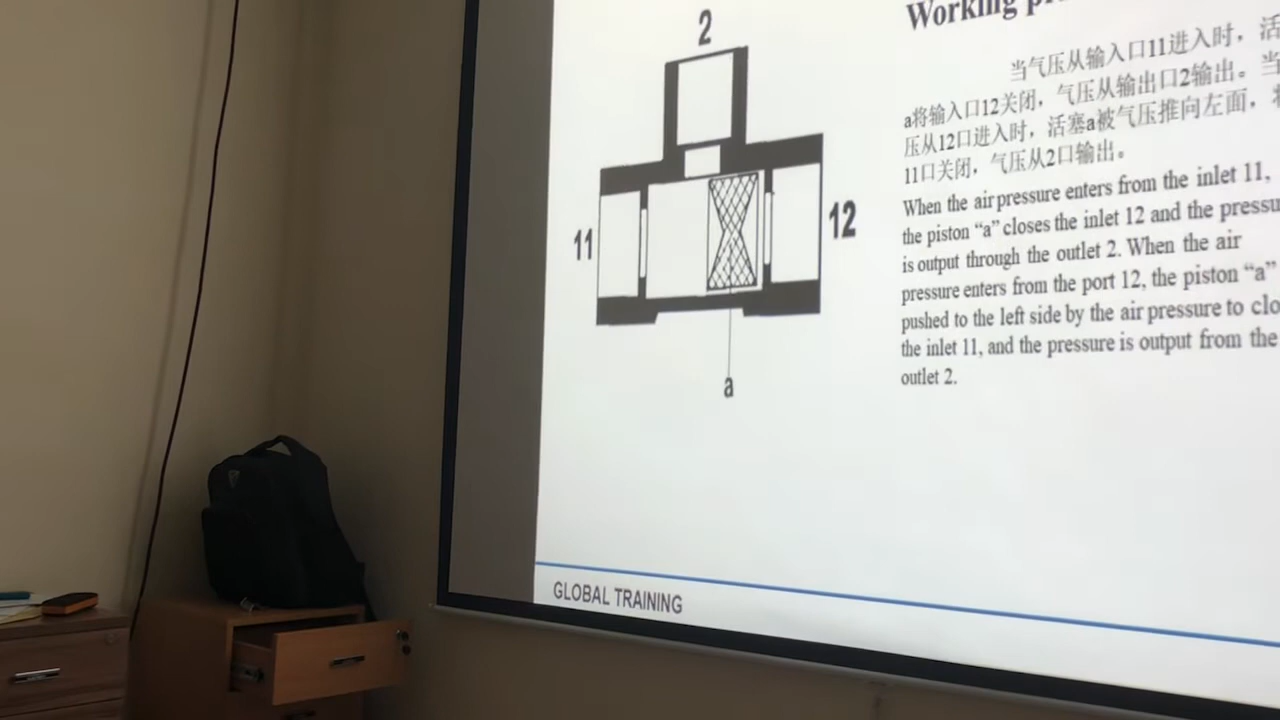 2
11
12
a
Working
当气压从输入口11进入时，活
a将输入口12关闭，气压从输出口2输出。当
压从12口进入时，活塞a被气压推向左面，
11口关闭，气压从2口输出。
When the air pressure enters from the inlet 11,
the piston “a” closes the inlet 12 and the
is output through the outlet 2. When the air
pressure enters from the port 12, the piston “a”
pushed to the left side by the air pressure to
the inlet 11, and the pressure is output from the
outlet 2.
GLOBAL TRAINING